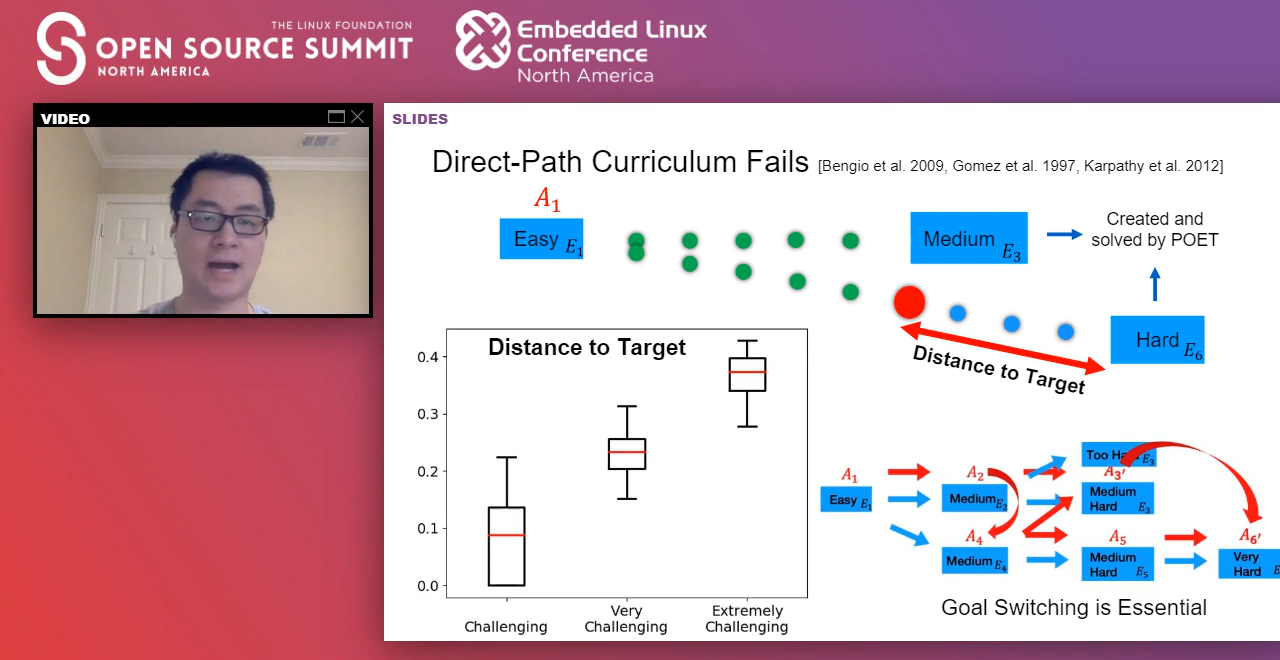 THE LINUX FOUNDATION
OPEN SOURCE SUMMIT
NORTH AMERICA
Embedded Linux
Conference
North America
VIDEO
SLIDES
Direct-Path Curriculum Fails [Bengio et al. 2009, Gomez et al. 1997, Karpathy et al. 2012]
A1
Easy E1
Medium E3
Created and
solved by POET
Hard E6
Distance to Target
Distance to Target
0.4
0.3
0.2
0.1
0.0
Challenging
Very
Challenging
Extremely
Challenging
A1
Easy E1
A2
Medium E2
A4
Medium E4
Too Ha E3
A3'
Medium
Hard E3
A5
Medium
Hard E5
A6'
Very
Hard E
Goal Switching is Essential